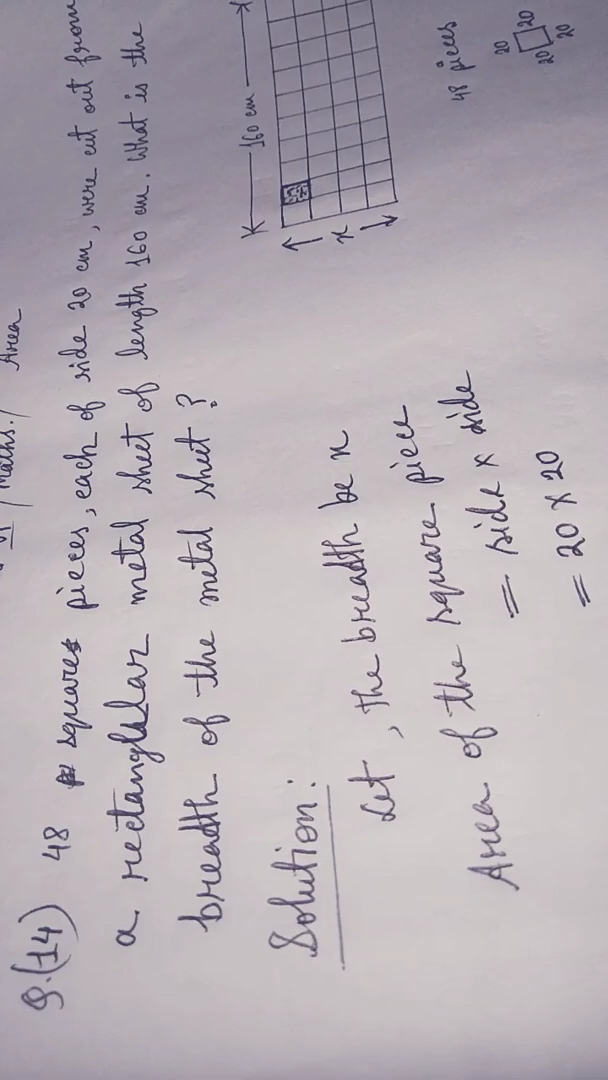 Maths. / Area
Q.(14) 48 squares pieces, each of side 20 cm, were cut out from
a rectangular metal sheet of length 160 cm. What is the
breadth of the metal sheet?
160 cm
x
48 pieces
20
20
20
20
Solution:
Let, the breadth be x
Area of the square piece
= side x side
= 20 x 20